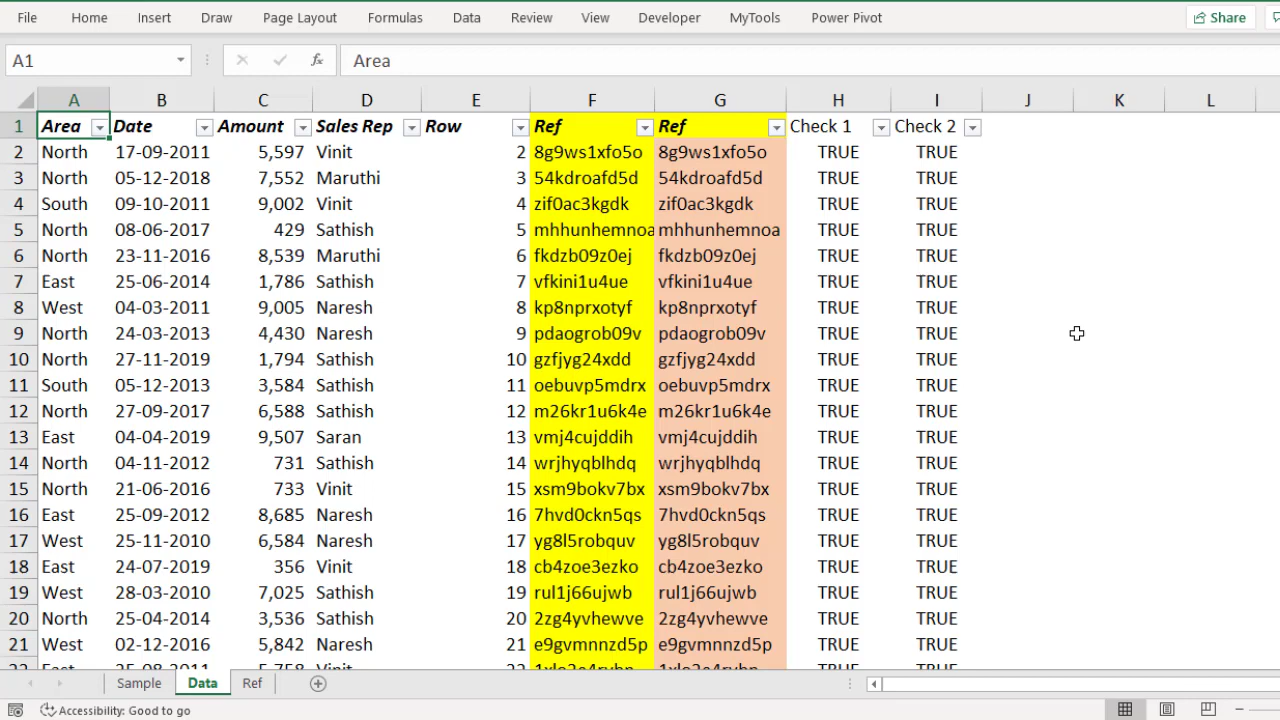 File Home Insert Draw Page Layout Formulas Data Review View Developer MyTools Power Pivot Share
A1 fx Area
A B C D E F G H I J K L
1 Area Date Amount Sales Rep Row Ref Ref Check 1 Check 2
2 North 17-09-2011 5,597 Vinit 2 8g9ws1xfo5o 8g9ws1xfo5o TRUE TRUE
3 North 05-12-2018 7,552 Maruthi 3 54kdroafd5d 54kdroafd5d TRUE TRUE
4 South 09-10-2011 9,002 Vinit 4 zif0ac3kgdk zif0ac3kgdk TRUE TRUE
5 North 08-06-2017 429 Sathish 5 mhhunhemnoa mhhunhemnoa TRUE TRUE
6 North 23-11-2016 8,539 Maruthi 6 fkdzb09z0ej fkdzb09z0ej TRUE TRUE
7 East 25-06-2014 1,786 Sathish 7 vfkini1u4ue vfkini1u4ue TRUE TRUE
8 West 04-03-2011 9,005 Naresh 8 kp8nprxotyf kp8nprxotyf TRUE TRUE
9 North 24-03-2013 4,430 Naresh 9 pdaogrob09v pdaogrob09v TRUE TRUE
10 North 27-11-2019 1,794 Sathish 10 gzfjyg24xdd gzfjyg24xdd TRUE TRUE
11 South 05-12-2013 3,584 Sathish 11 oebuvp5mdrx oebuvp5mdrx TRUE TRUE
12 North 27-09-2017 6,588 Sathish 12 m26kr1u6k4e m26kr1u6k4e TRUE TRUE
13 East 04-04-2019 9,507 Saran 13 vmj4cujddih vmj4cujddih TRUE TRUE
14 North 04-11-2012 731 Sathish 14 wrjhyqblhdq wrjhyqblhdq TRUE TRUE
15 North 21-06-2016 733 Vinit 15 xsm9bokv7bx xsm9bokv7bx TRUE TRUE
16 East 25-09-2012 8,685 Naresh 16 7hvd0ckn5qs 7hvd0ckn5qs TRUE TRUE
17 West 25-11-2010 6,584 Naresh 17 yg8l5robquv yg8l5robquv TRUE TRUE
18 East 24-07-2019 356 Vinit 18 cb4zoe3ezko cb4zoe3ezko TRUE TRUE
19 West 28-03-2010 7,025 Sathish 19 rul1j66ujwb rul1j66ujwb TRUE TRUE
20 North 25-04-2014 3,536 Sathish 20 2zg4yvhewve 2zg4yvhewve TRUE TRUE
21 West 02-12-2016 5,842 Naresh 21 e9gvmnnzd5p e9gvmnnzd5p TRUE TRUE
22 East 25-08-2011 5,758 Vinit 22 TRUE TRUE
Sample Data Ref
Accessibility: Good to go